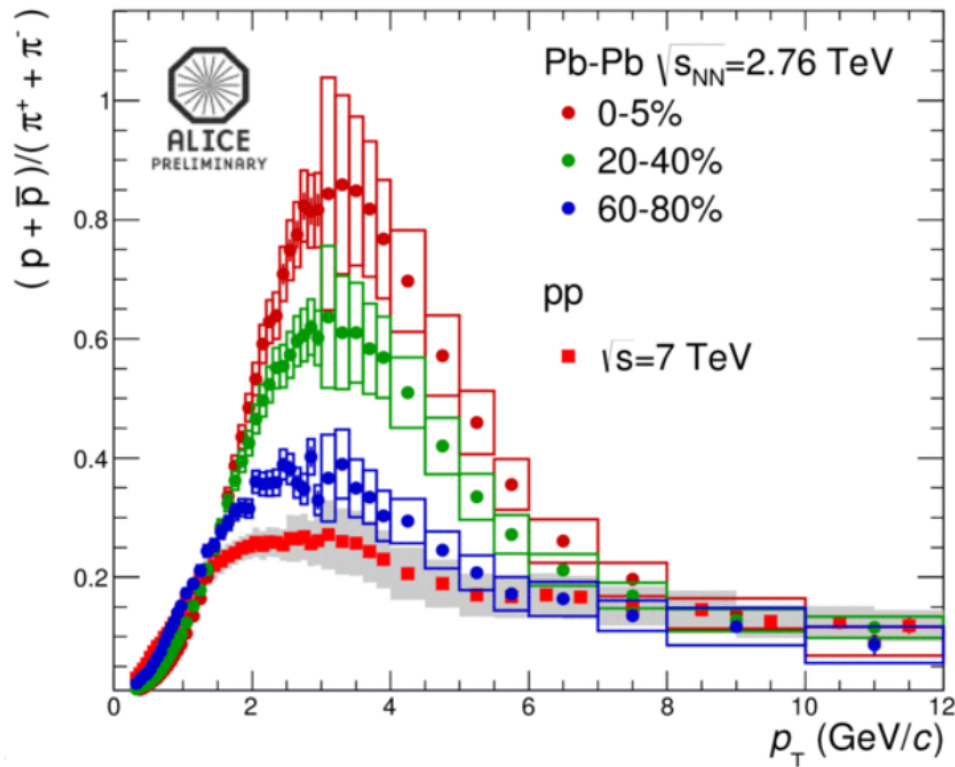 (p + p̅)/(π⁺ + π⁻)
1
0.8
0.6
0.4
0.2
ALICE
PRELIMINARY
Pb-Pb √sNN=2.76 TeV
0-5%
20-40%
60-80%
pp
√s=7 TeV
0 2 4 6 8 10 12
pT (GeV/c)